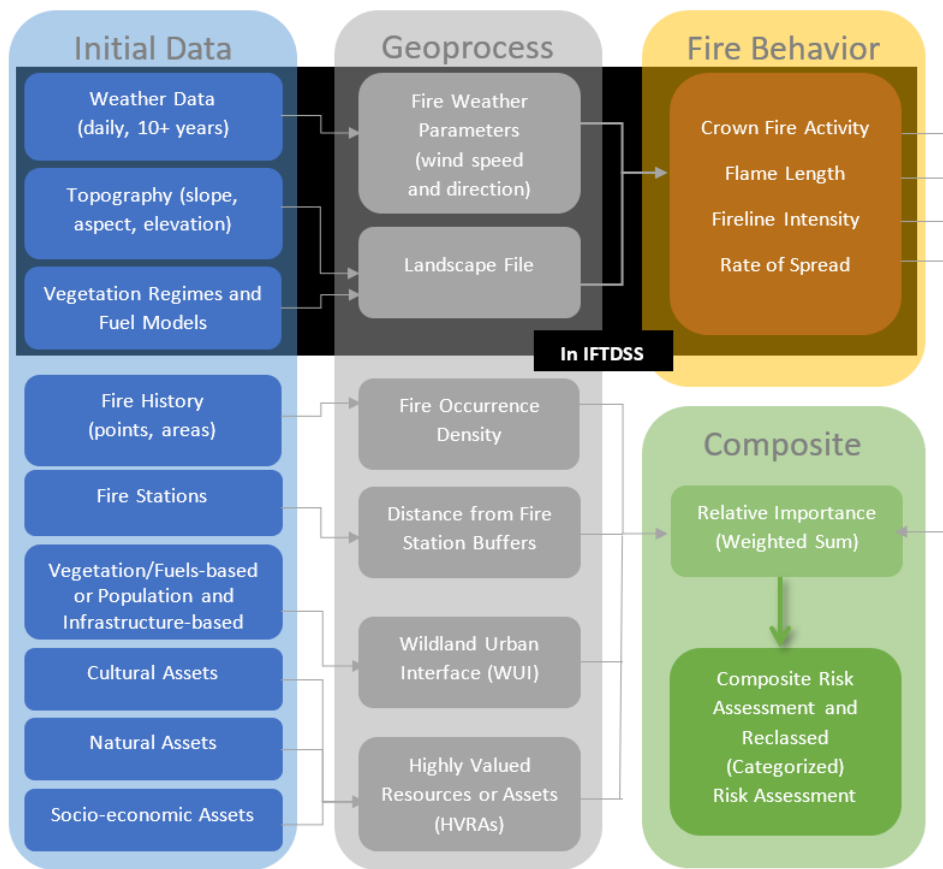 Initial Data
Weather Data
(daily, 10+ years)
Topography (slope,
aspect, elevation)
Vegetation Regimes and
Fuel Models
Fire History
(points, areas)
Fire Stations
Vegetation/Fuels-based
or Population and
Infrastructure-based
Cultural Assets
Natural Assets
Socio-economic Assets
Geoprocess
Fire Weather
Parameters
(wind speed
and direction)
Landscape File
In IFTDSS
Fire Occurrence
Density
Distance from Fire
Station Buffers
Wildland Urban
Interface (WUI)
Highly Valued
Resources or Assets
(HVRAs)
Fire Behavior
Crown Fire Activity
Flame Length
Fireline Intensity
Rate of Spread
Composite
Relative Importance
(Weighted Sum)
Composite Risk
Assessment and
Reclassed
(Categorized)
Risk Assessment